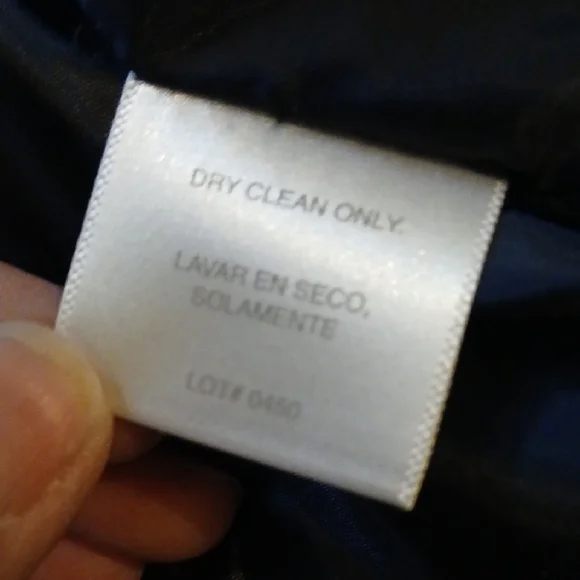 DRY CLEAN ONLY.
LAVAR EN SECO,
SOLAMENTE
LOT# 0450